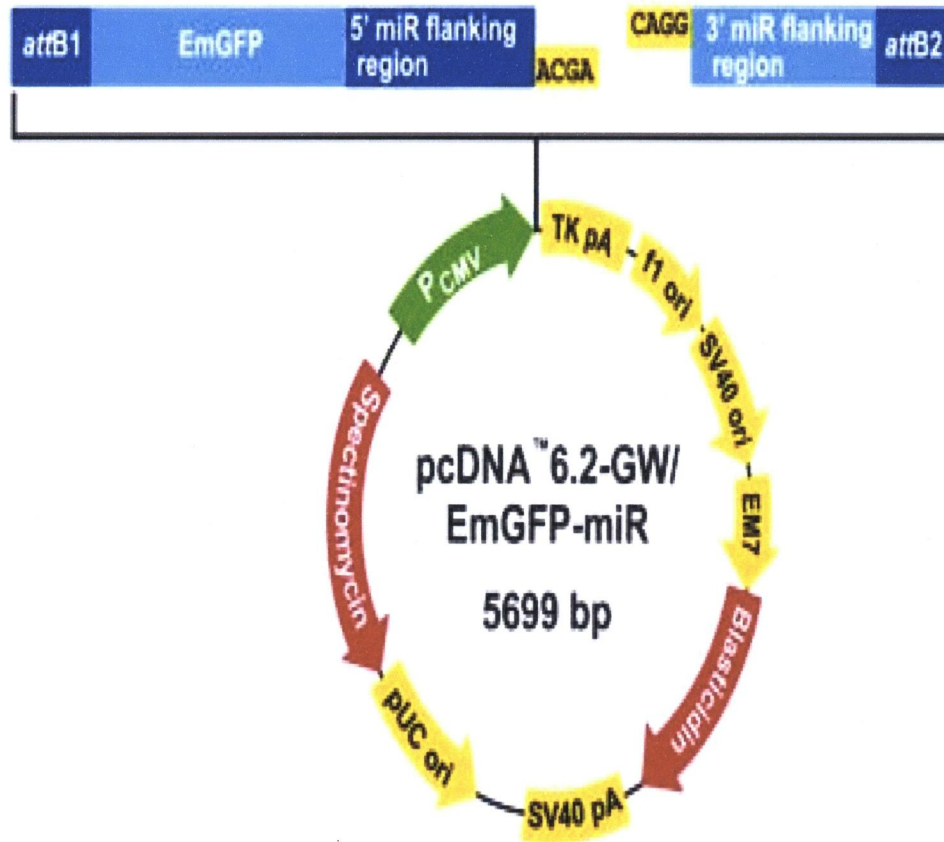 attB1 EmGFP 5' miR flanking region ACGA
CAGG 3' miR flanking region attB2
PCMV
TK pA
f1 ori
SV40 ori
EM7
Blasticidin
SV40 pA
pUC ori
Spectinomycin
pcDNA™6.2-GW/
EmGFP-miR
5699 bp